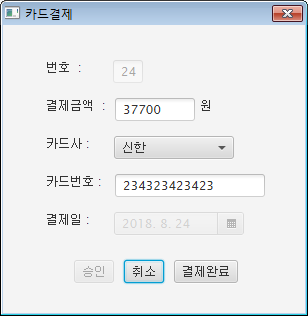 카드결제
번호 : 24
결제금액 : 37700 원
카드사 : 신한
카드번호 : 234323423423
결제일 : 2018. 8. 24
승인 취소 결제완료